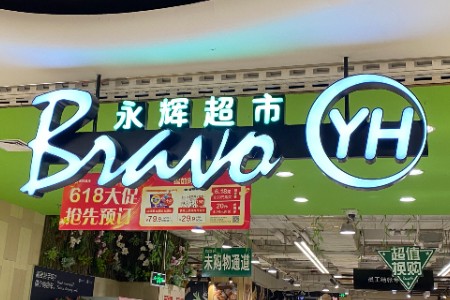 永辉超市
Bravo YH
618大促
抢先预订
未购物通道
超值
换购